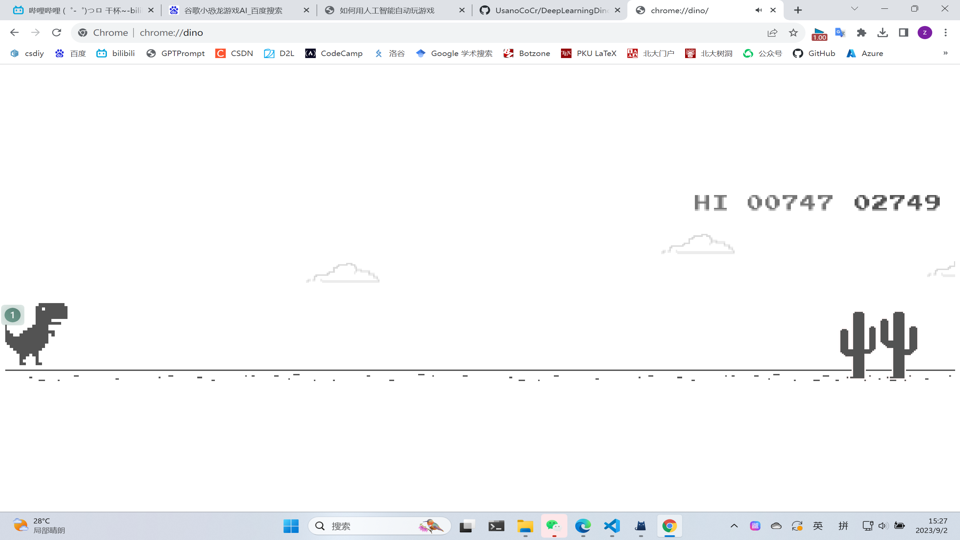 哔哩哔哩 (゜-゜)つロ 干杯~-bili
谷歌小恐龙游戏AI_百度搜索
如何用人工智能自动玩游戏
UsanoCoCr/DeepLearningDin
chrome://dino/
Chrome
chrome://dino
1.00
z
csdiy
百度
bilibili
GPTPrompt
CSDN
D2L
CodeCamp
洛谷
Google 学术搜索
Botzone
PKU LaTeX
北大门户
北大树洞
公众号
GitHub
Azure
»
HI 00747 02749
1
28°C
局部晴朗
搜索
英
拼
15:27
2023/9/2